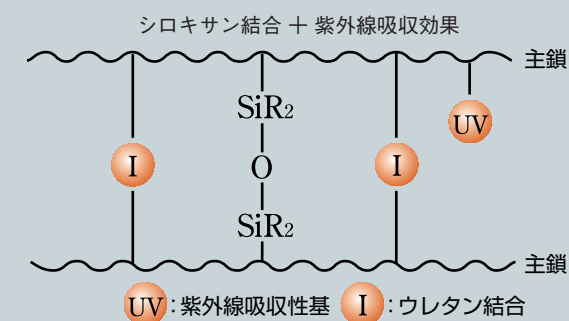 シロキサン結合 + 紫外線吸収効果
主鎖
SiR2
UV
I
O
I
SiR2
主鎖
UV:紫外線吸収性基 I:ウレタン結合